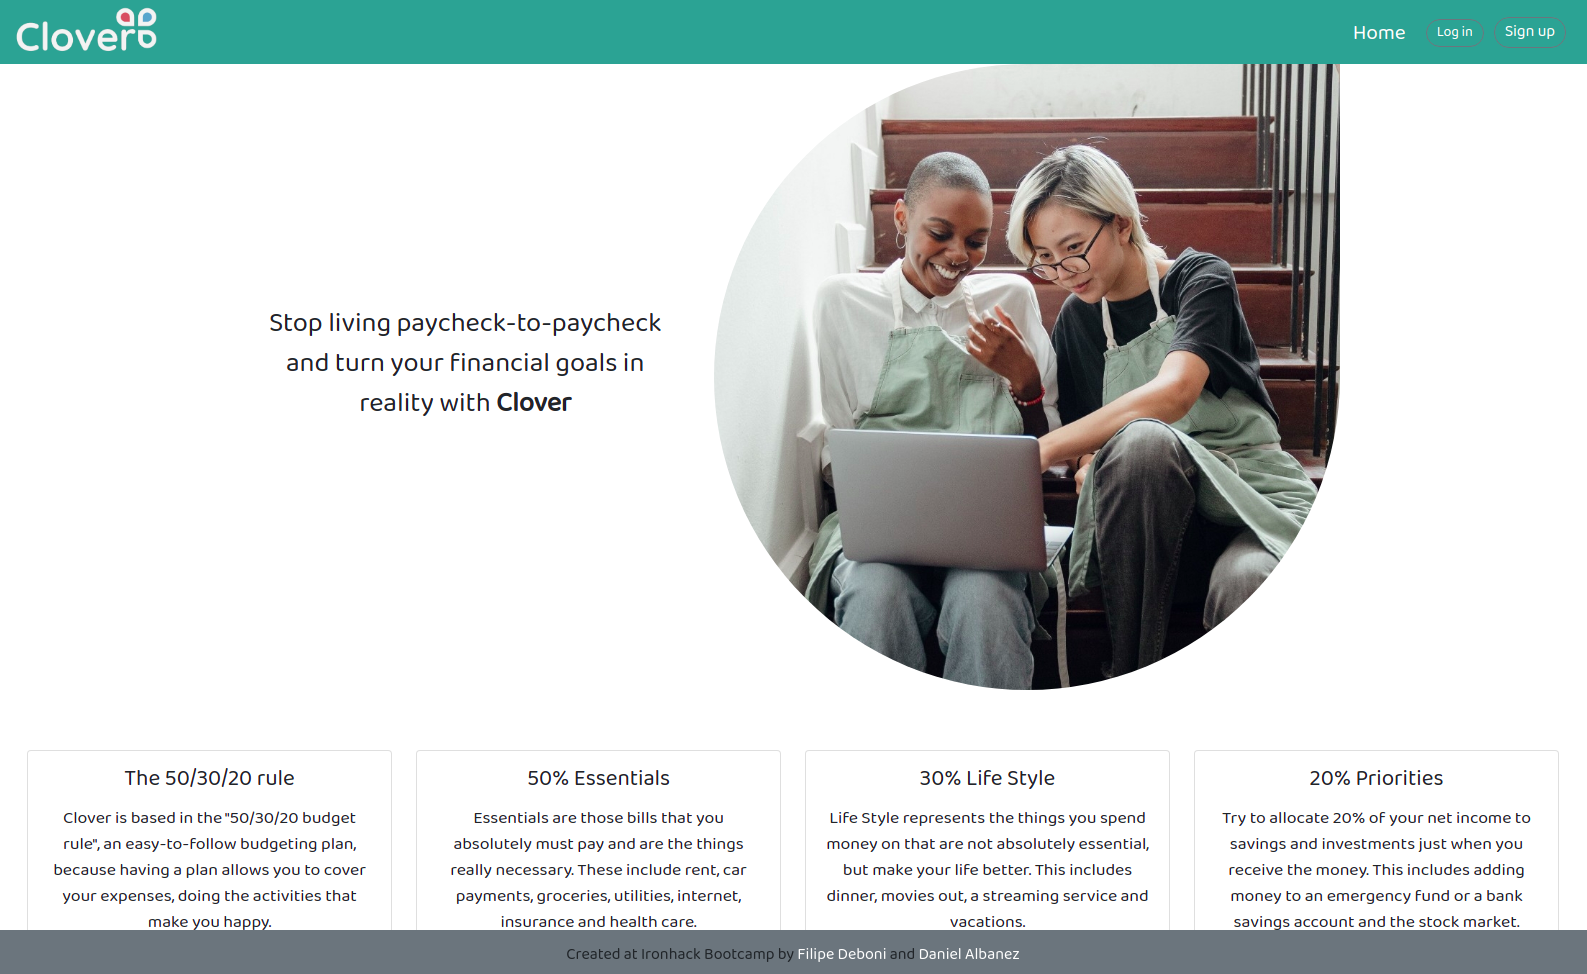 Clover
Home
Log in
Sign up
Stop living paycheck-to-paycheck
and turn your financial goals in
reality with Clover
The 50/30/20 rule
Clover is based in the "50/30/20 budget
rule", an easy-to-follow budgeting plan,
because having a plan allows you to cover
your expenses, doing the activities that
make you happy.
50% Essentials
Essentials are those bills that you
absolutely must pay and are the things
really necessary. These include rent, car
payments, groceries, utilities, internet,
insurance and health care.
30% Life Style
Life Style represents the things you spend
money on that are not absolutely essential,
but make your life better. This includes
dinner, movies out, a streaming service and
vacations.
20% Priorities
Try to allocate 20% of your net income to
savings and investments just when you
receive the money. This includes adding
money to an emergency fund or a bank
savings account and the stock market.
Created at Ironhack Bootcamp by Filipe Deboni and Daniel Albanez